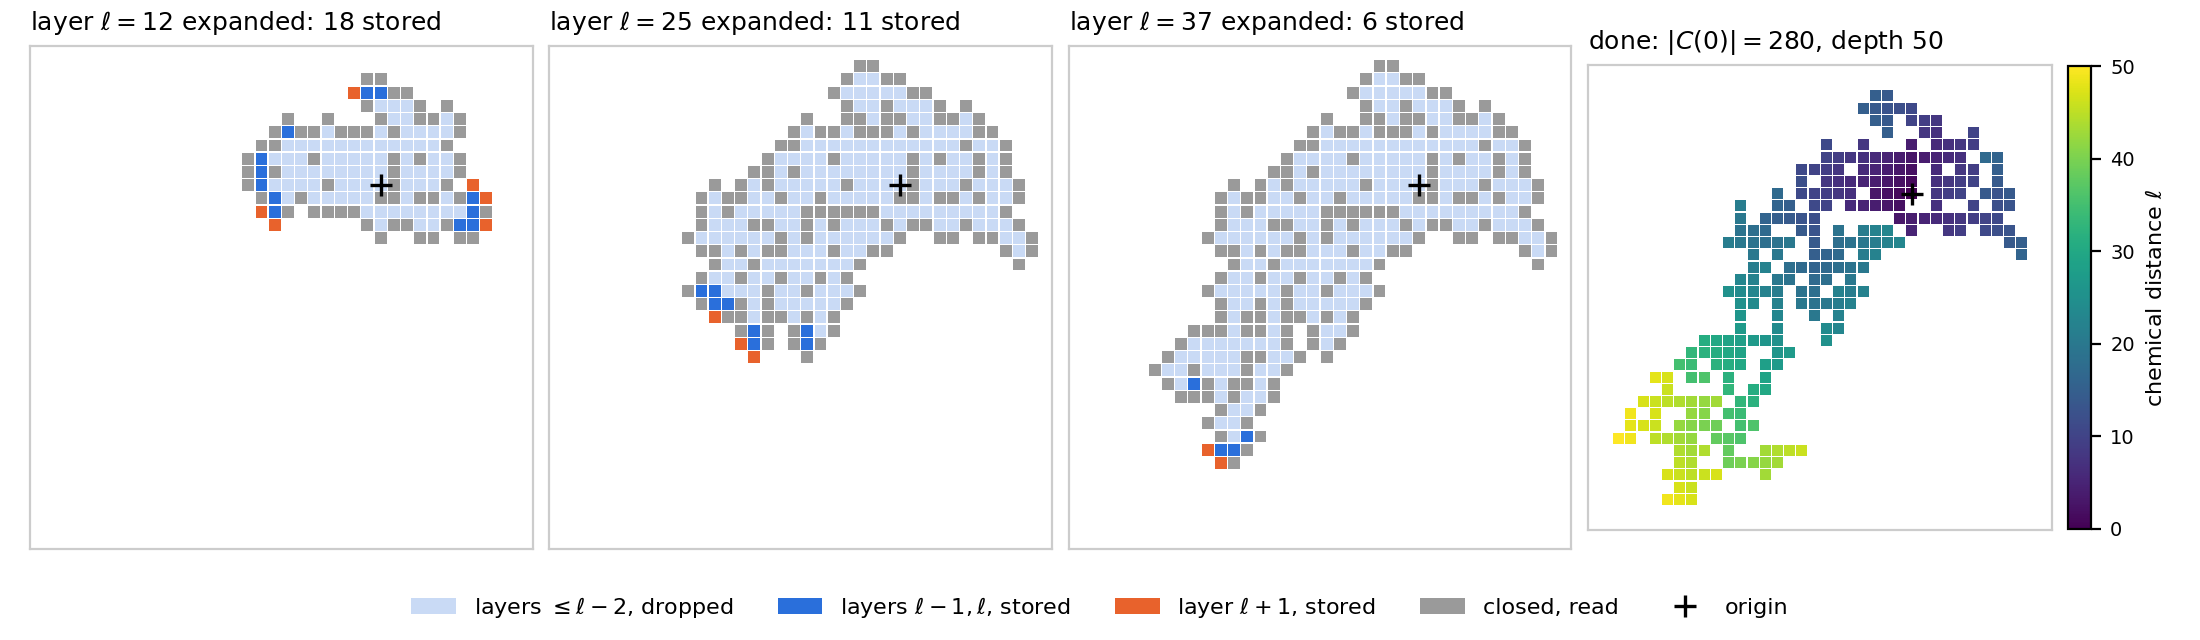 layer ℓ = 12 expanded: 18 stored
layer ℓ = 25 expanded: 11 stored
layer ℓ = 37 expanded: 6 stored
done: |C(0)| = 280, depth 50
50
40
30
20
10
0
chemical distance ℓ
layers ≤ ℓ − 2, dropped
layers ℓ − 1, ℓ, stored
layer ℓ + 1, stored
closed, read
origin